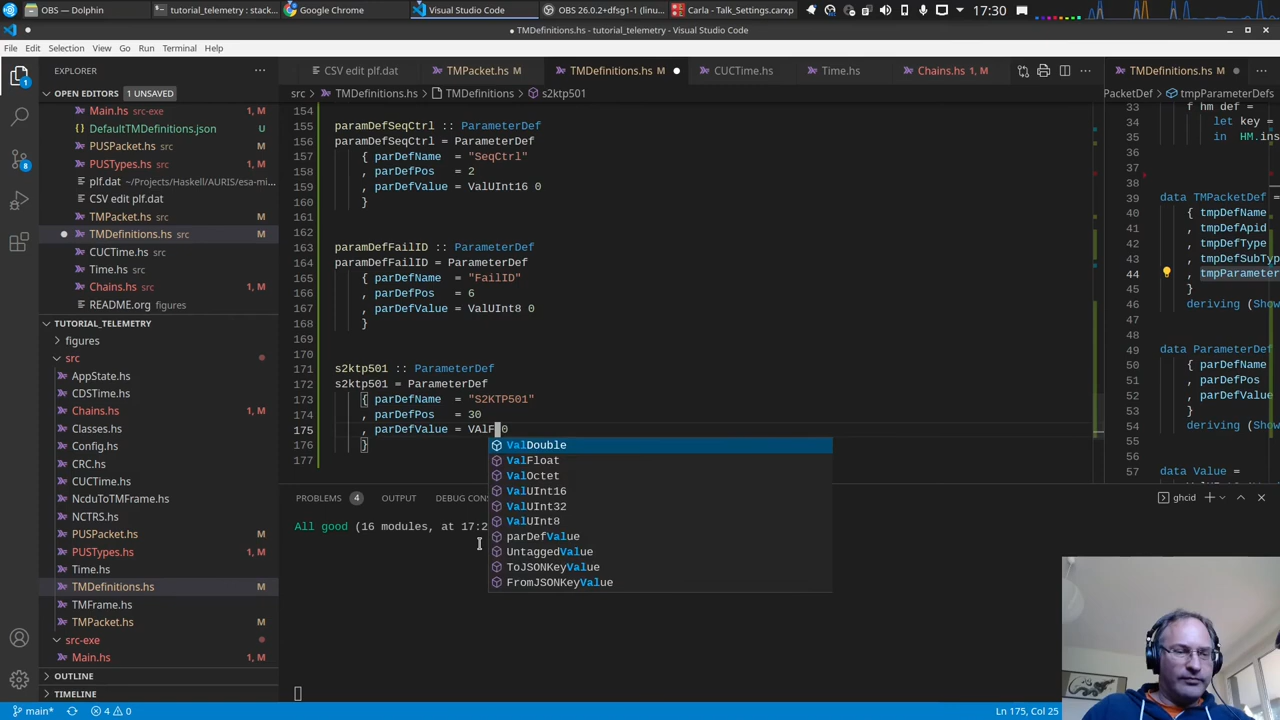 OBS — Dolphin
tutorial_telemetry : stack...
Google Chrome
Visual Studio Code
OBS 26.0.2+dfsg1-1 (linu...
Carla - Talk_Settings.carxp
17:30
TMDefinitions.hs - tutorial_telemetry - Visual Studio Code
File Edit Selection View Go Run Terminal Help
EXPLORER
CSV edit plf.dat
TMPacket.hs M
TMDefinitions.hs M
CUCTime.hs
Time.hs
Chains.hs 1, M
TMDefinitions.hs M
OPEN EDITORS 1 UNSAVED
src > TMDefinitions.hs > TMDefinitions > s2ktp501
PacketDef > tmpParameterDefs
Main.hs src-exe 1, M
DefaultTMDefinitions.json U
PUSPacket.hs src M
PUSTypes.hs src 1, M
plf.dat ~/Projects/Haskell/AURIS/esa-mi...
CSV edit plf.dat
TMPacket.hs src M
TMDefinitions.hs src M
CUCTime.hs src
Time.hs src
Chains.hs src 1, M
README.org figures
TUTORIAL_TELEMETRY
figures
src
AppState.hs
CDSTime.hs
Chains.hs 1, M
Classes.hs
Config.hs
CRC.hs
CUCTime.hs
NcduToTMFrame.hs
NCTRS.hs
PUSPacket.hs M
PUSTypes.hs 1, M
Time.hs
TMDefinitions.hs M
TMFrame.hs
TMPacket.hs M
src-exe
Main.hs 1, M
OUTLINE
TIMELINE
154
155 paramDefSeqCtrl :: ParameterDef
156 paramDefSeqCtrl = ParameterDef
157 { parDefName = "SeqCtrl"
158 , parDefPos = 2
159 , parDefValue = ValUInt16 0
160 }
161
162
163 paramDefFailID :: ParameterDef
164 paramDefFailID = ParameterDef
165 { parDefName = "FailID"
166 , parDefPos = 6
167 , parDefValue = ValUInt8 0
168 }
169
170
171 s2ktp501 :: ParameterDef
172 s2ktp501 = ParameterDef
173 { parDefName = "S2KTP501"
174 , parDefPos = 30
175 , parDefValue = VAlF 0
176 }
177
ValDouble
ValFloat
ValOctet
ValUInt16
ValUInt32
ValUInt8
parDefValue
UntaggedValue
ToJSONKeyValue
FromJSONKeyValue
33 f hm def =
34 let key =
35 in HM.ins
36
37
38
39 data TMPacketDef =
40 { tmpDefName
41 , tmpDefApid
42 , tmpDefType
43 , tmpDefSubTyp
44 , tmpParameter
45 }
46 deriving (Show
47
48
49 data ParameterDef
50 { parDefName
51 , parDefPos
52 , parDefValue
53 }
54 deriving (Show
55
56
57 data Value =
PROBLEMS 4 OUTPUT DEBUG CONS
ghcid
All good (16 modules, at 17:2
main* 4 0
Ln 175, Col 25